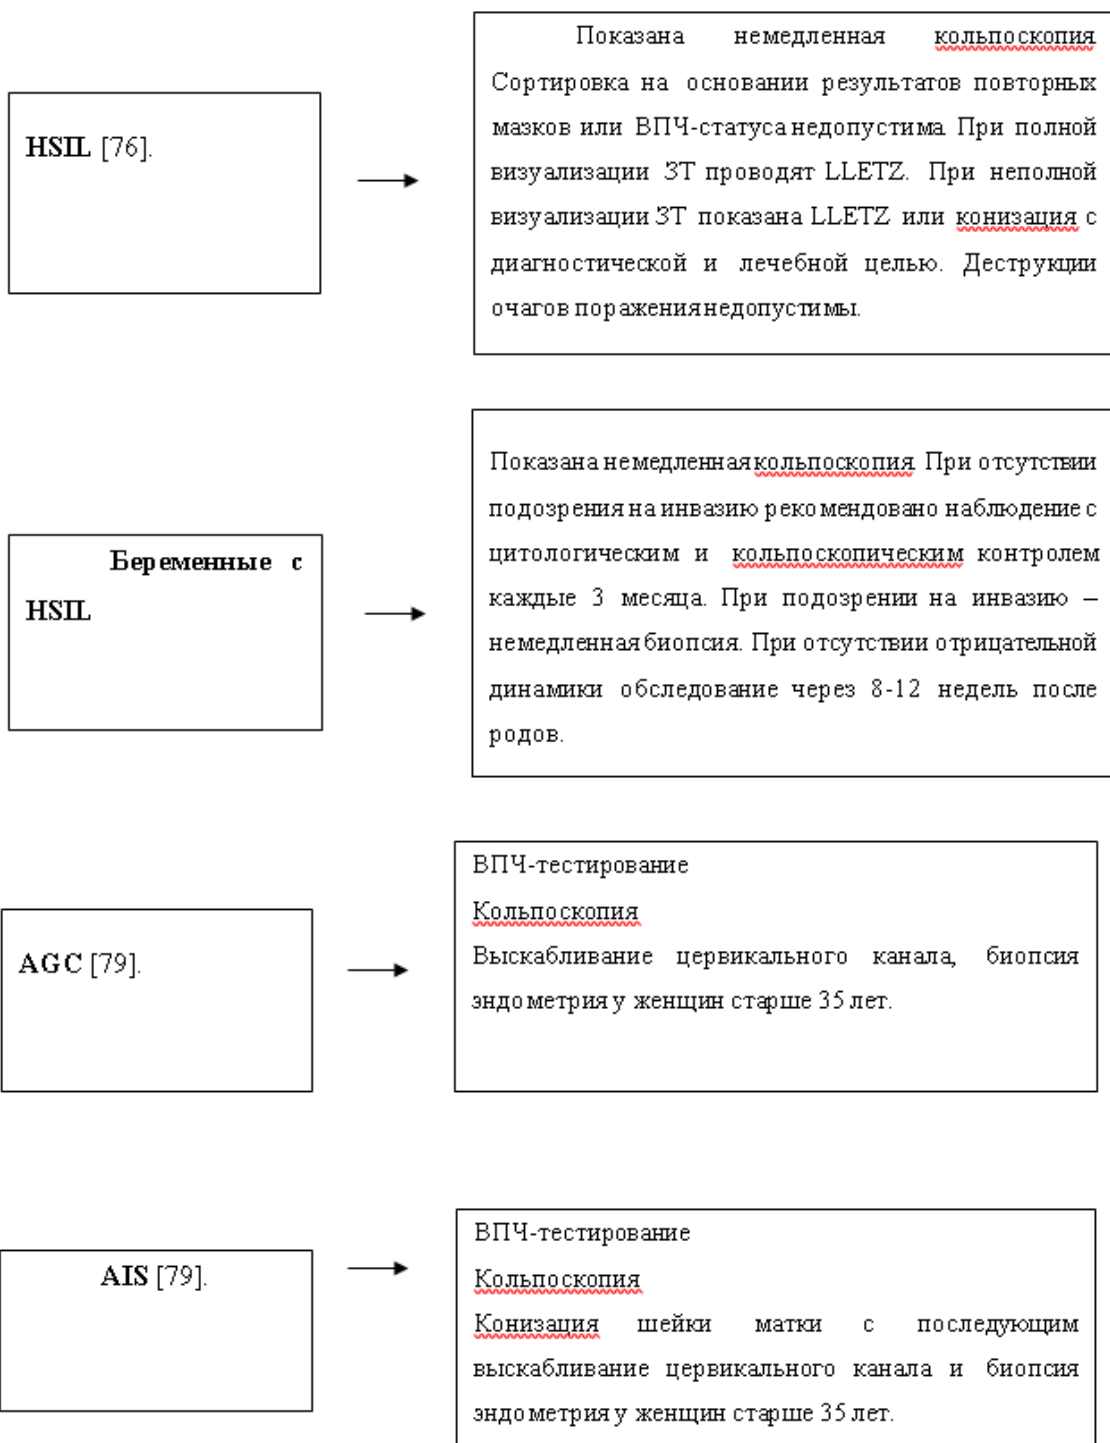 HSIL [76].
Показана немедленная кольпоскопия
Сортировка на основании результатов повторных
мазков или ВПЧ-статуса недопустима. При полной
визуализации ЗТ проводят LLETZ. При неполной
визуализации ЗТ показана LLETZ или конизация с
диагностической и лечебной целью. Деструкции
очагов поражения недопустимы.
Беременные с
HSIL
Показана немедленная кольпоскопия. При отсутствии
подозрения на инвазию рекомендовано наблюдение с
цитологическим и кольпоскопическим контролем
каждые 3 месяца. При подозрении на инвазию –
немедленная биопсия. При отсутствии отрицательной
динамики обследование через 8-12 недель после
родов.
AGC [79].
ВПЧ-тестирование
Кольпоскопия
Выскабливание цервикального канала, биопсия
эндометрия у женщин старше 35 лет.
AIS [79].
ВПЧ-тестирование
Кольпоскопия
Конизация шейки матки с последующим
выскабливание цервикального канала и биопсия
эндометрия у женщин старше 35 лет.